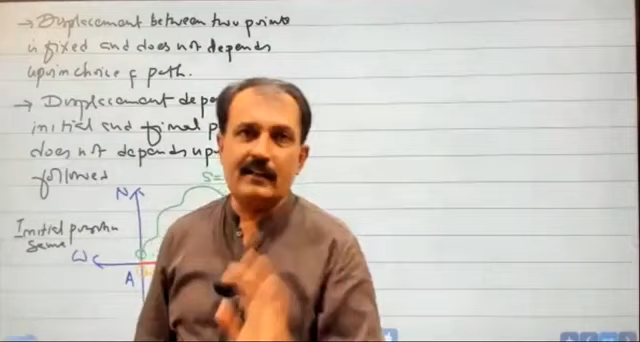 → Displacement between two points
is fixed and does not depends
upon choice of path.
→ Displacement depe
initial and final p
does not depends up
followed
S=
N
Initial position
same
W
A